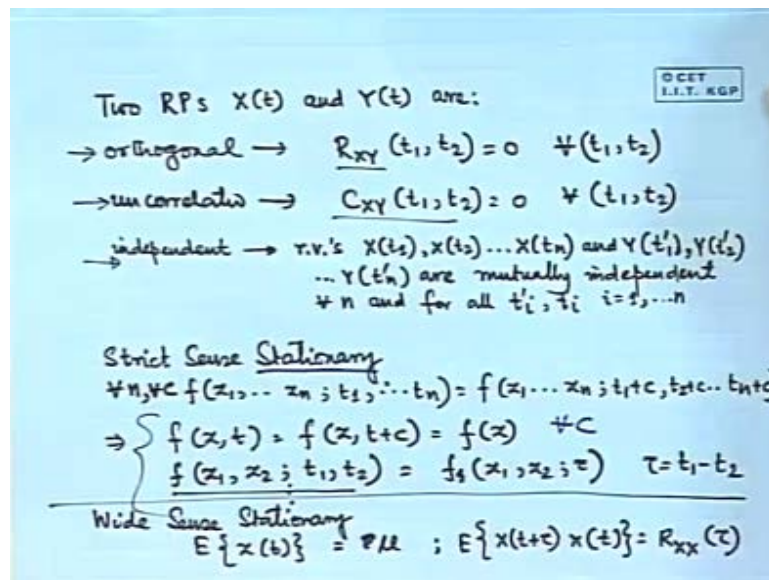 © CET
I.I.T. KGP
Two RPs X(t) and Y(t) are:
→ orthogonal → R_XY (t₁, t₂) = 0 ∀ (t₁, t₂)
→ uncorrelated → C_XY (t₁, t₂) = 0 ∀ (t₁, t₂)
→ independent → r.v.'s X(t₁), X(t₂) ... X(tₙ) and Y(t'₁), Y(t'₂)
... Y(t'ₙ) are mutually independent
∀ n and for all t'ᵢ, tᵢ i=1,...n
Strict Sense Stationary
∀n, ∀c f(x₁,... xₙ ; t₁,... tₙ) = f(x₁... xₙ ; t₁+c, t₂+c.. tₙ+c
⇒ { f(x,t) = f(x, t+c) = f(x) ∀c
f(x₁, x₂ ; t₁, t₂) = f₁(x₁, x₂ ; τ) τ = t₁ - t₂
Wide Sense Stationary
E{x(t)} = μ ; E{x(t+τ) x(t)} = R_XX (τ)